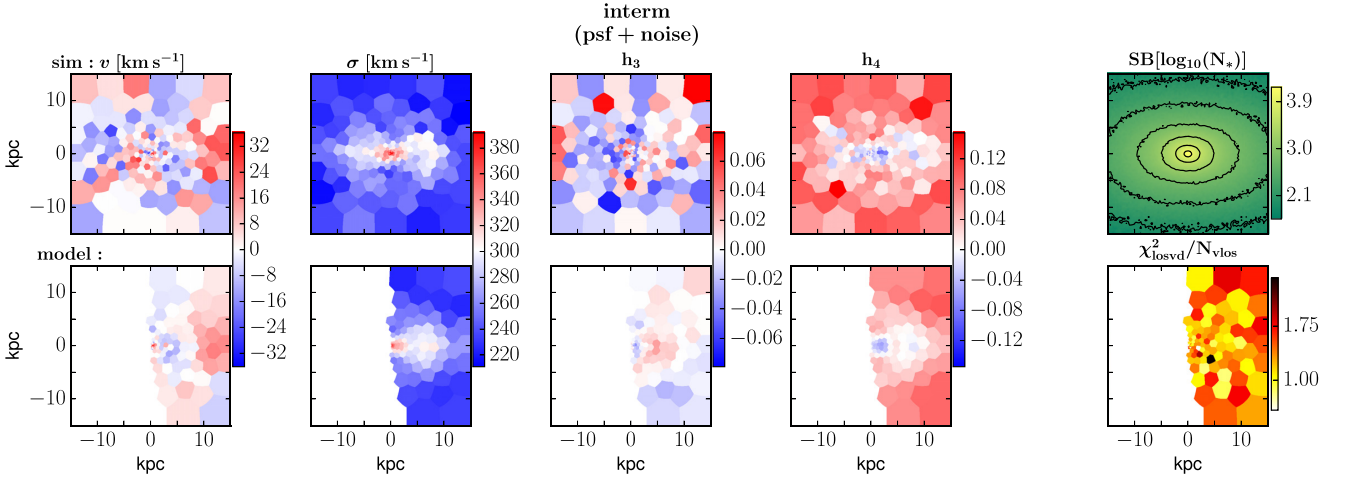 interm
(psf + noise)
sim : v [km s⁻¹]
σ [km s⁻¹]
h₃
h₄
SB[log₁₀(N*)]
kpc
10
0
−10
32
24
16
8
0
−8
−16
−24
−32
380
360
340
320
300
280
260
240
220
0.06
0.04
0.02
0.00
−0.02
−0.04
−0.06
0.12
0.08
0.04
0.00
−0.04
−0.08
−0.12
3.9
3.0
2.1
model :
χ²losvd/Nvlos
kpc
10
0
−10
1.75
1.00
−10 0 10
−10 0 10
−10 0 10
−10 0 10
−10 0 10
kpc
kpc
kpc
kpc
kpc